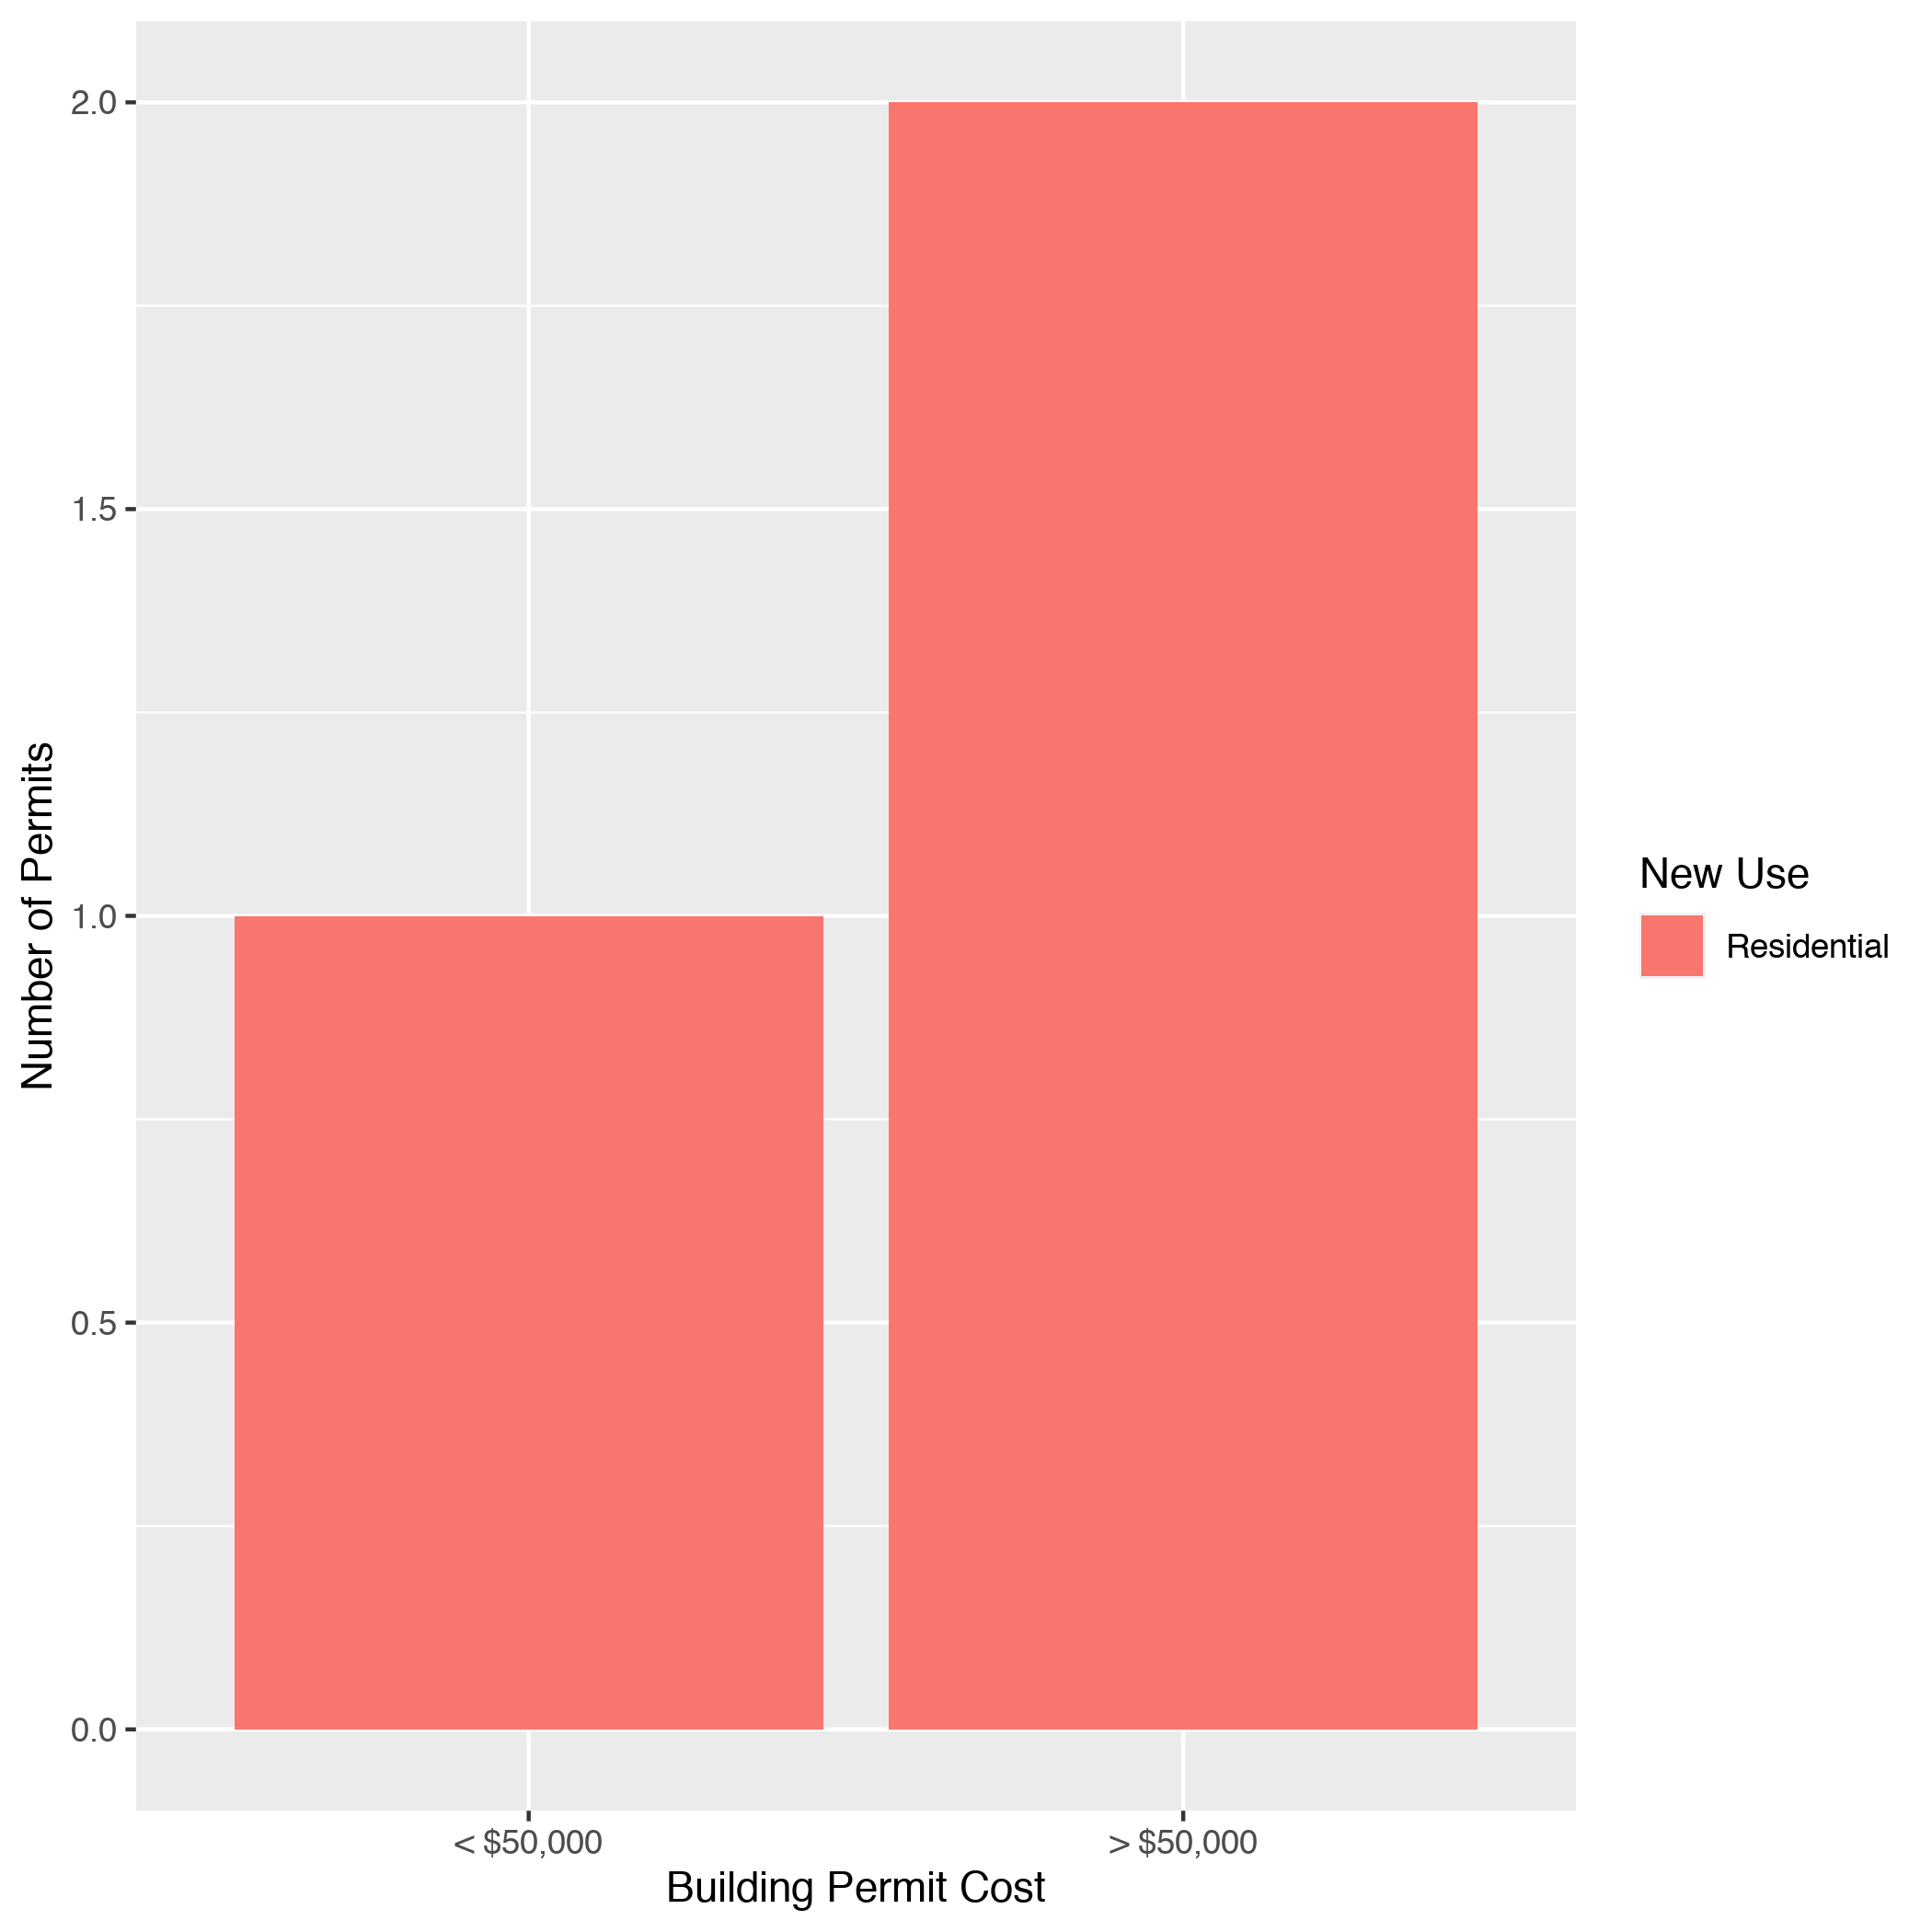 2.0
1.5
1.0
0.5
0.0
Number of Permits
< $50,000
> $50,000
Building Permit Cost
New Use
Residential